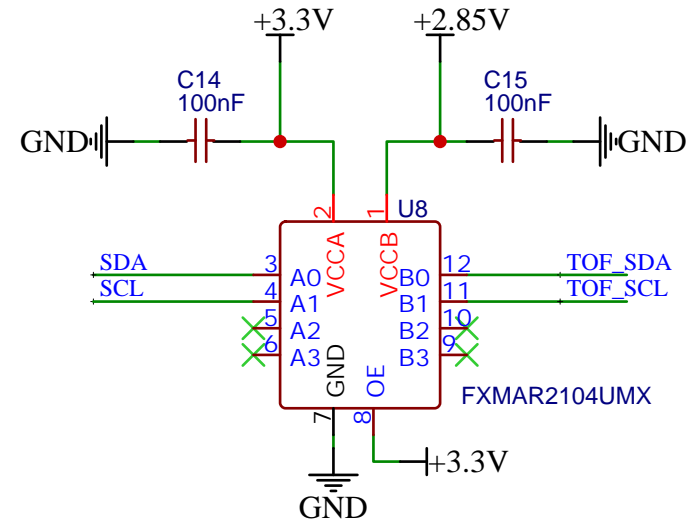 +3.3V
+2.85V
C14
100nF
C15
100nF
GND
GND
2
1
U8
VCCA
VCCB
SDA
3
A0
B0
12
TOF_SDA
SCL
4
A1
B1
11
TOF_SCL
5
A2
B2
10
6
A3
B3
9
GND
OE
FXMAR2104UMX
7
8
+3.3V
GND